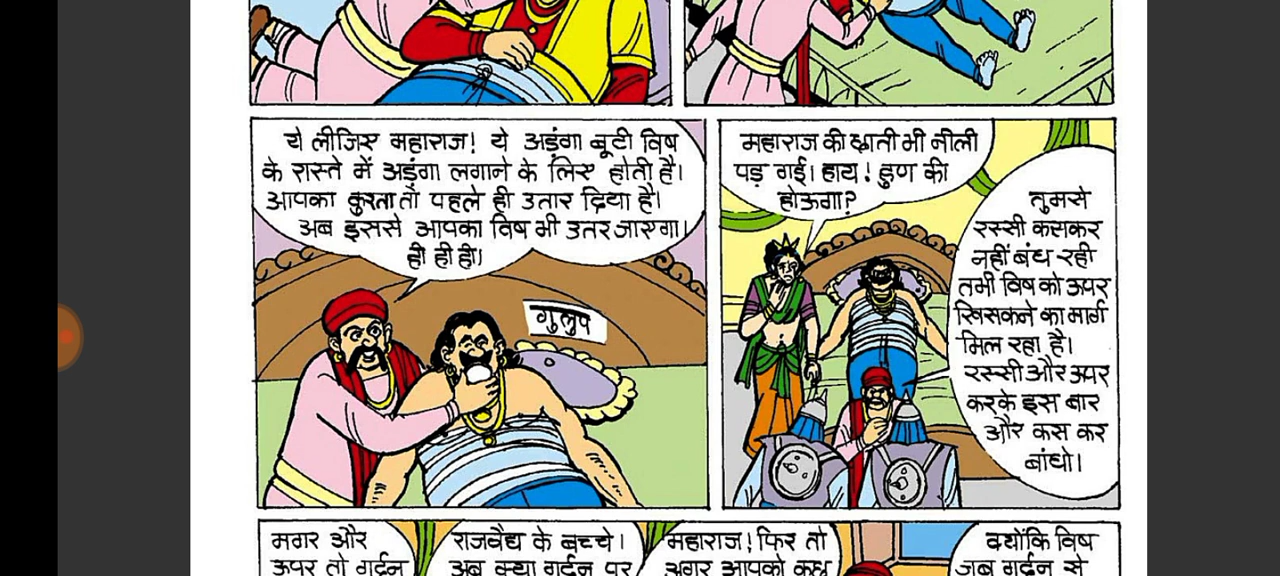 ये लीजिए महाराज! ये अड़ंगा बूटी विष
के रास्ते में अड़ंगा लगाने के लिए होती है।
आपका कुरता तो पहले ही उतार दिया है।
अब इससे आपका विष भी उतर जाएगा।
ही ही ही।
गुलुप
महाराज की छाती भी नीली
पड़ गई। हाय! हुण की
होऊगा?
तुमसे
रस्सी कसकर
नहीं बंध रही
तभी विष को ऊपर
खिसकने का मार्ग
मिल रहा है।
रस्सी और ऊपर
करके इस बार
और कस कर
बांधो।
मगर और
ऊपर तो गर्दन
राजवैद्य के बच्चे।
अब क्या गर्दन पर
महाराज! फिर तो
अगर आपको कुछ
क्योंकि विष
जब गर्दन से